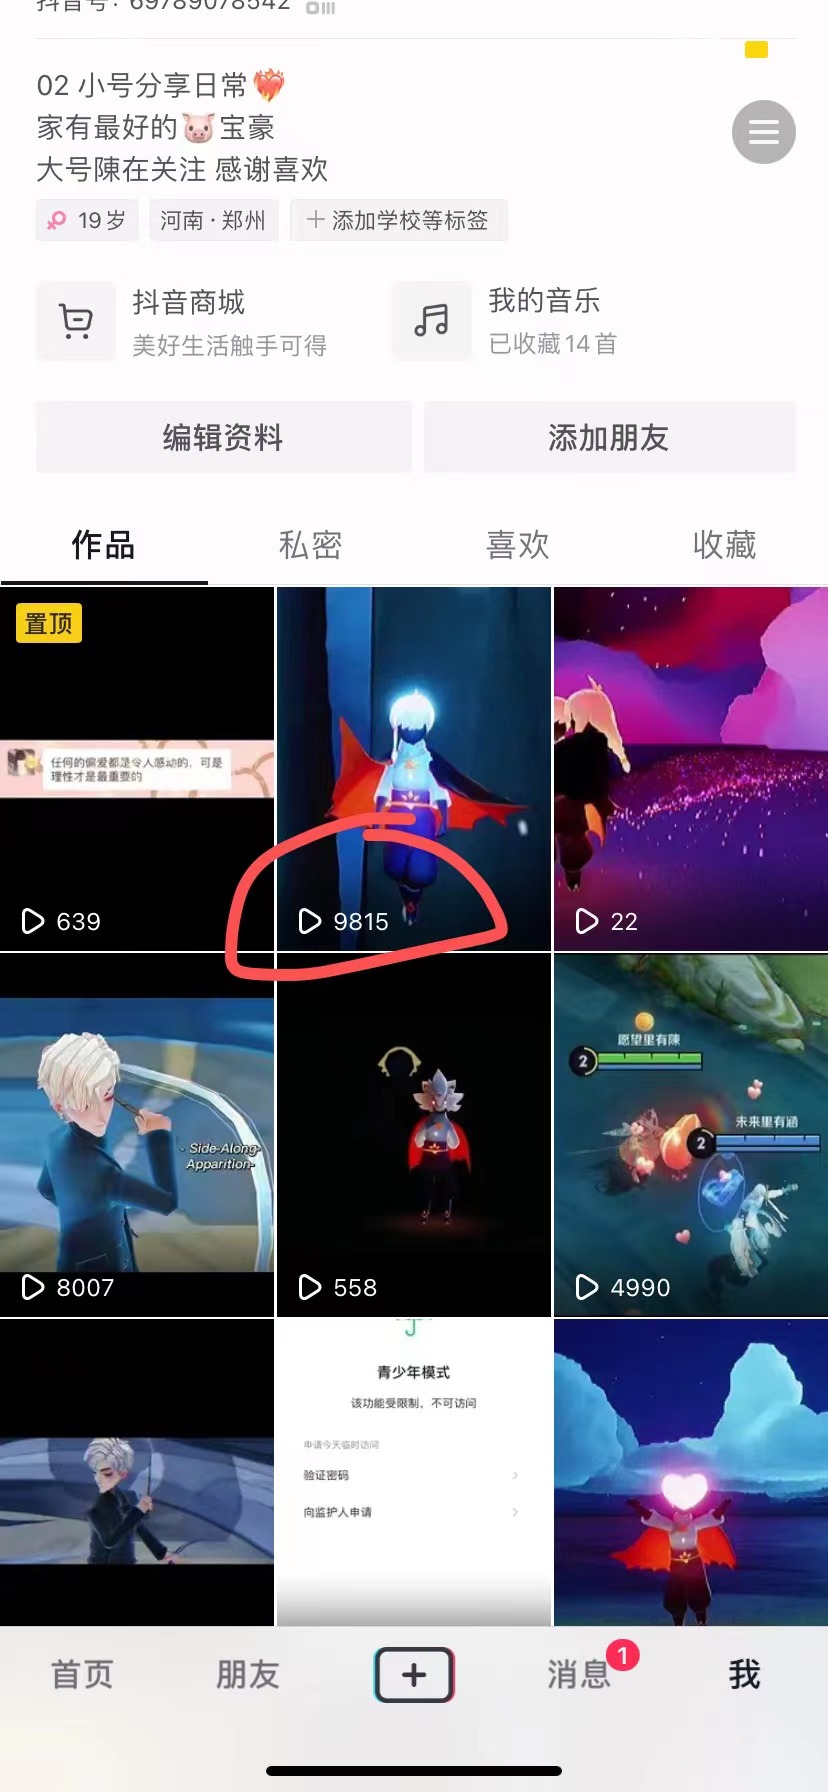 抖音号：69789078542
02 小号分享日常❤️‍🔥
家有最好的🐷宝豪
大号陳在关注 感谢喜欢
19岁
河南·郑州
+ 添加学校等标签
抖音商城
美好生活触手可得
我的音乐
已收藏14首
编辑资料
添加朋友
作品
私密
喜欢
收藏
置顶
任何的偏爱都是令人感动的，可是
理性才是最重要的
639
9815
22
- Side-Along-
Apparition-
8007
558
愿望里有陳
2
未来里有涵
2
4990
青少年模式
该功能受限制，不可访问
申请今天临时访问
验证密码
向监护人申请
首页
朋友
消息
1
我